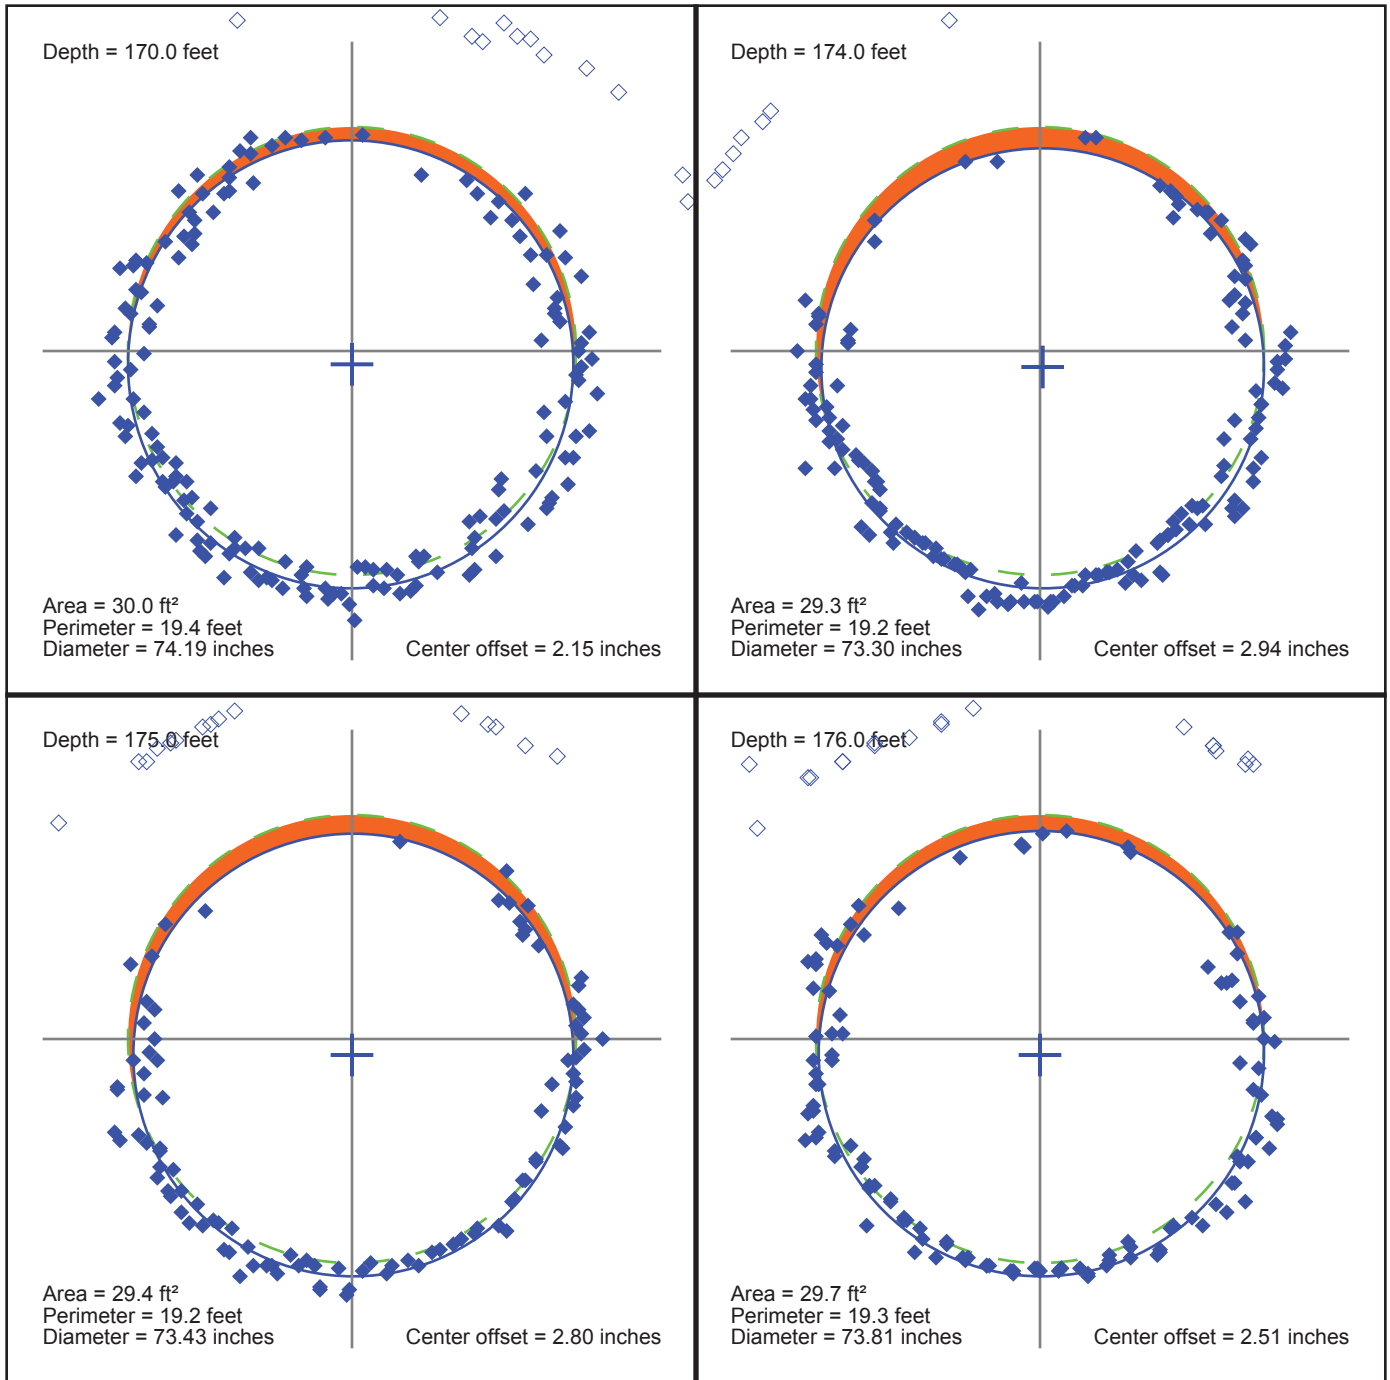 Depth = 170.0 feet
Area = 30.0 ft²
Perimeter = 19.4 feet
Diameter = 74.19 inches
Center offset = 2.15 inches
Depth = 174.0 feet
Area = 29.3 ft²
Perimeter = 19.2 feet
Diameter = 73.30 inches
Center offset = 2.94 inches
Depth = 175.0 feet
Area = 29.4 ft²
Perimeter = 19.2 feet
Diameter = 73.43 inches
Center offset = 2.80 inches
Depth = 176.0 feet
Area = 29.7 ft²
Perimeter = 19.3 feet
Diameter = 73.81 inches
Center offset = 2.51 inches